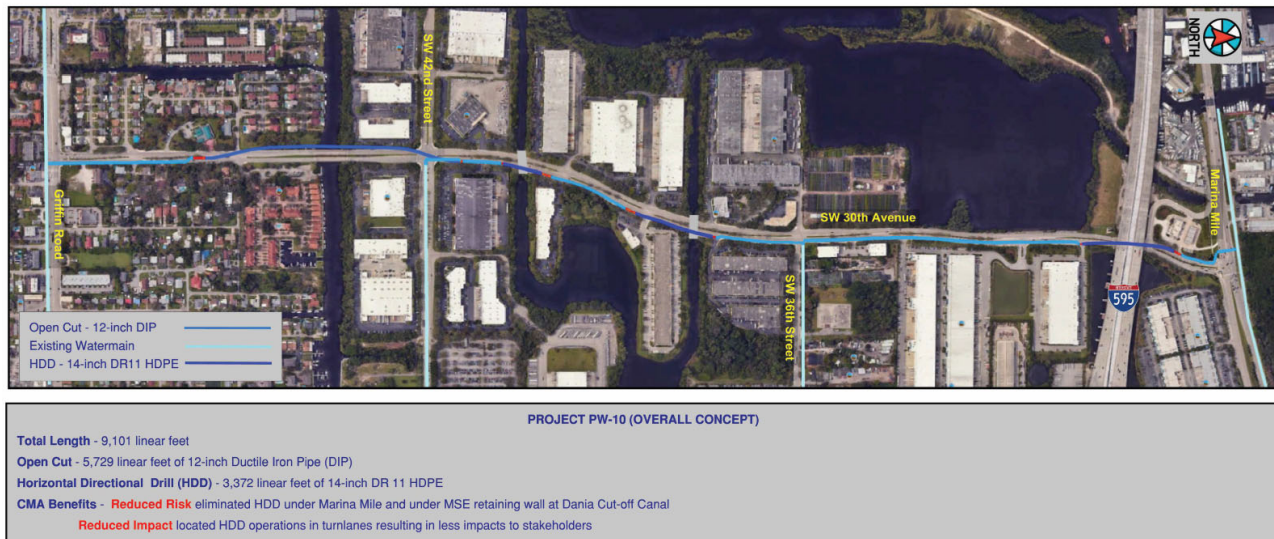 NORTH
SW 42nd Street
Griffin Road
SW 30th Avenue
SW 36th Street
Marina Mile
INTERSTATE
595
Open Cut - 12-inch DIP
Existing Watermain
HDD - 14-inch DR11 HDPE
PROJECT PW-10 (OVERALL CONCEPT)
Total Length - 9,101 linear feet
Open Cut - 5,729 linear feet of 12-inch Ductile Iron Pipe (DIP)
Horizontal Directional Drill (HDD) - 3,372 linear feet of 14-inch DR 11 HDPE
CMA Benefits - Reduced Risk eliminated HDD under Marina Mile and under MSE retaining wall at Dania Cut-off Canal
Reduced Impact located HDD operations in turnlanes resulting in less impacts to stakeholders